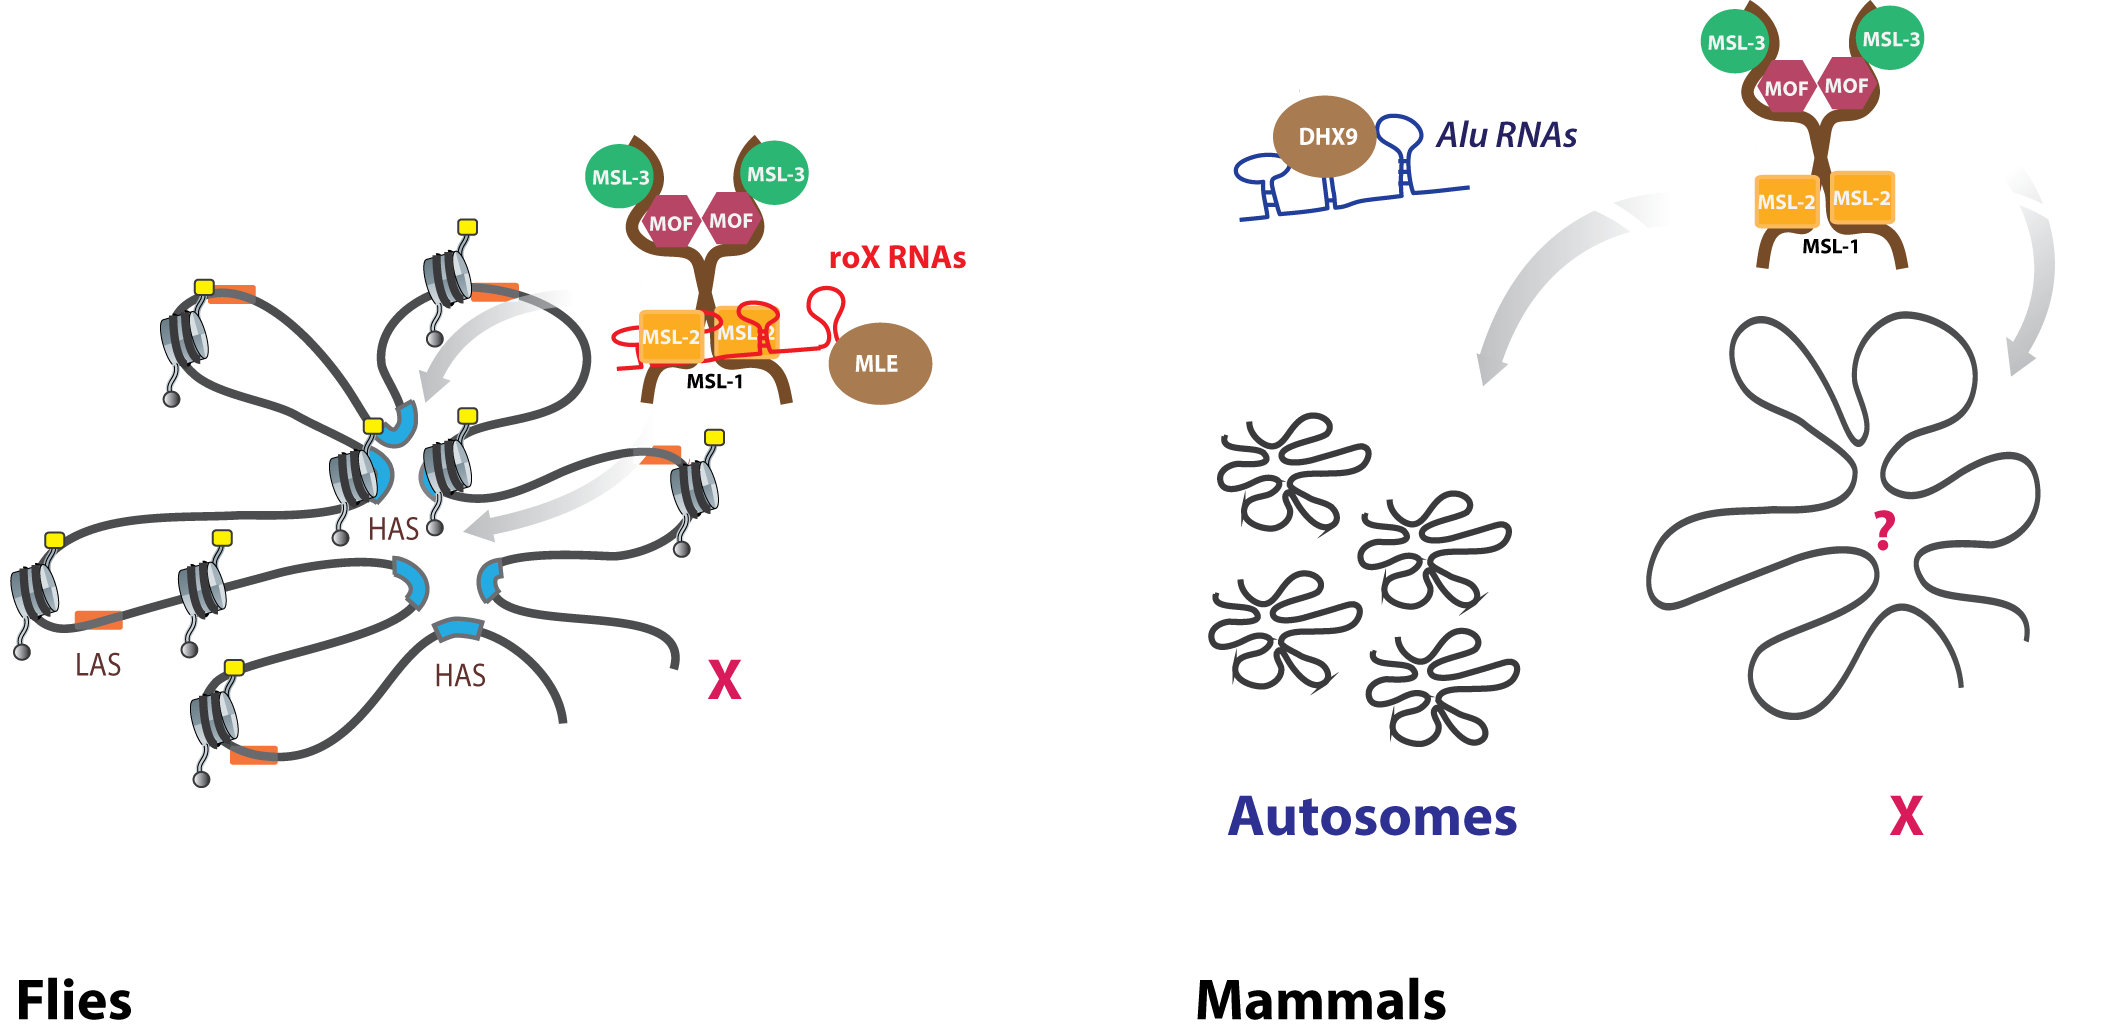 MSL-3
MSL-3
MOF
MOF
roX RNAs
MSL-2
MSL-2
MSL-1
MLE
HAS
LAS
HAS
X
Flies
MSL-3
MSL-3
MOF
MOF
DHX9
Alu RNAs
MSL-2
MSL-2
MSL-1
?
Autosomes
X
Mammals